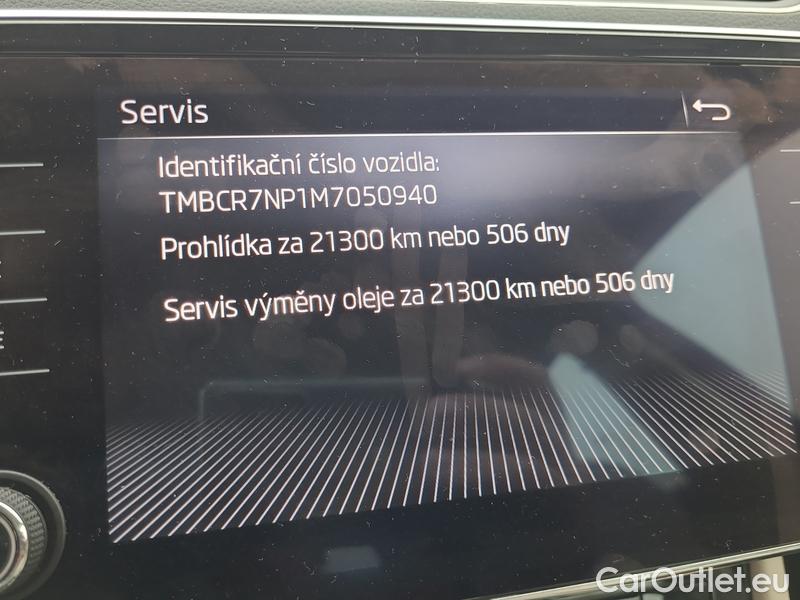 Servis
Identifikační číslo vozidla:
TMBCR7NP1M7050940
Prohlídka za 21300 km nebo 506 dny
Servis výměny oleje za 21300 km nebo 506 dny
CarOutlet.eu